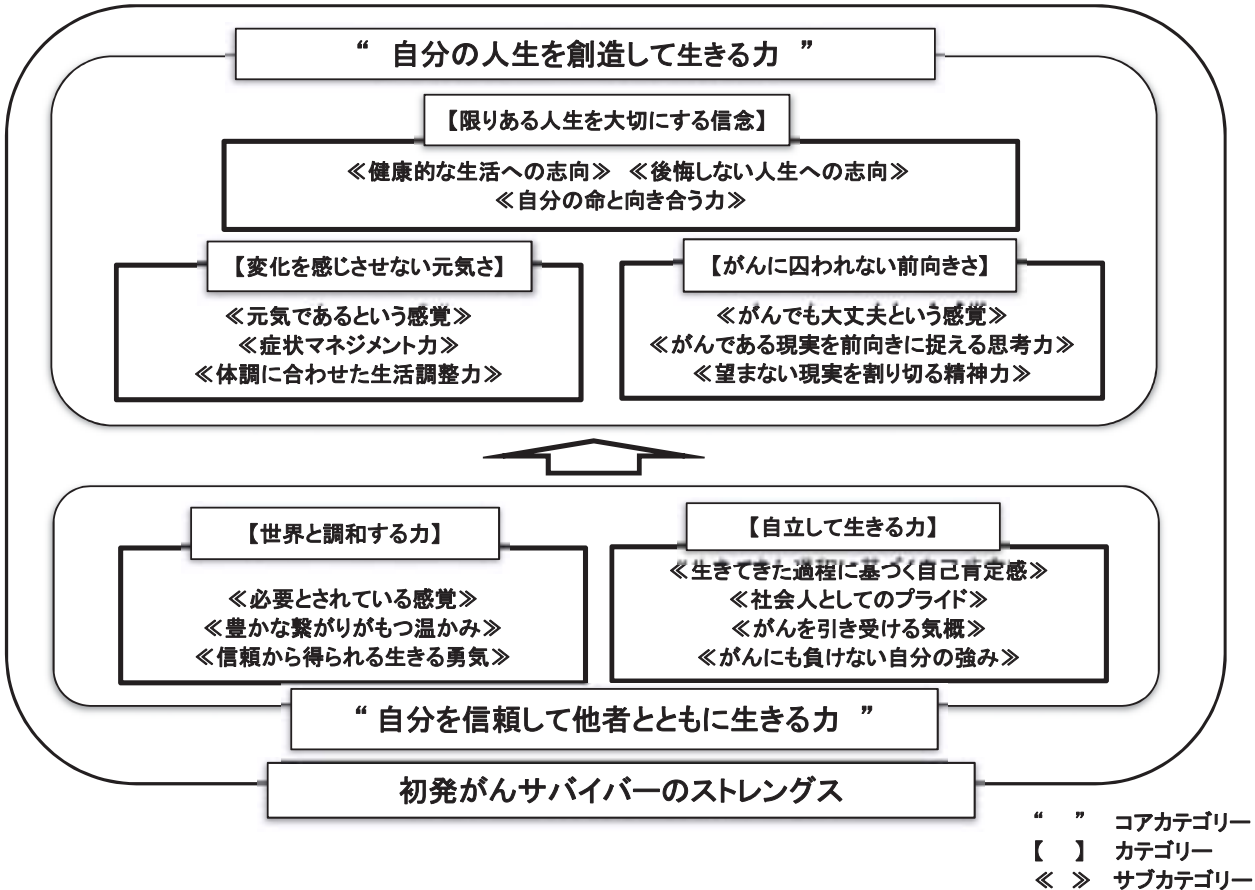 “ 自分の人生を創造して生きる力 ”
【限りある人生を大切にする信念】
≪健康的な生活への志向≫ ≪後悔しない人生への志向≫
≪自分の命と向き合う力≫
【変化を感じさせない元気さ】
≪元気であるという感覚≫
≪症状マネジメント力≫
≪体調に合わせた生活調整力≫
【がんに囚われない前向きさ】
≪がんでも大丈夫という感覚≫
≪がんである現実を前向きに捉える思考力≫
≪望まない現実を割り切る精神力≫
【世界と調和する力】
≪必要とされている感覚≫
≪豊かな繋がりがもつ温かみ≫
≪信頼から得られる生きる勇気≫
【自立して生きる力】
≪生きてきた過程に基づく自己肯定感≫
≪社会人としてのプライド≫
≪がんを引き受ける気概≫
≪がんにも負けない自分の強み≫
“ 自分を信頼して他者とともに生きる力 ”
初発がんサバイバーのストレングス
“ ” コアカテゴリー
【 】 カテゴリー
≪ ≫ サブカテゴリー